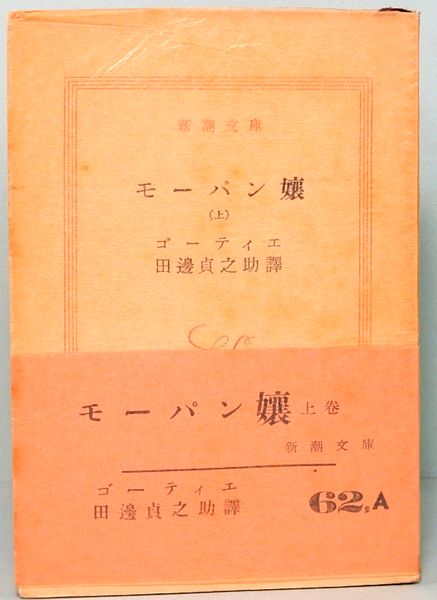 新潮文庫
モーパン孃
(上)
ゴーティエ
田邊貞之助譯
モーパン孃 上卷
新潮文庫
ゴーティエ
田邊貞之助譯
62,A